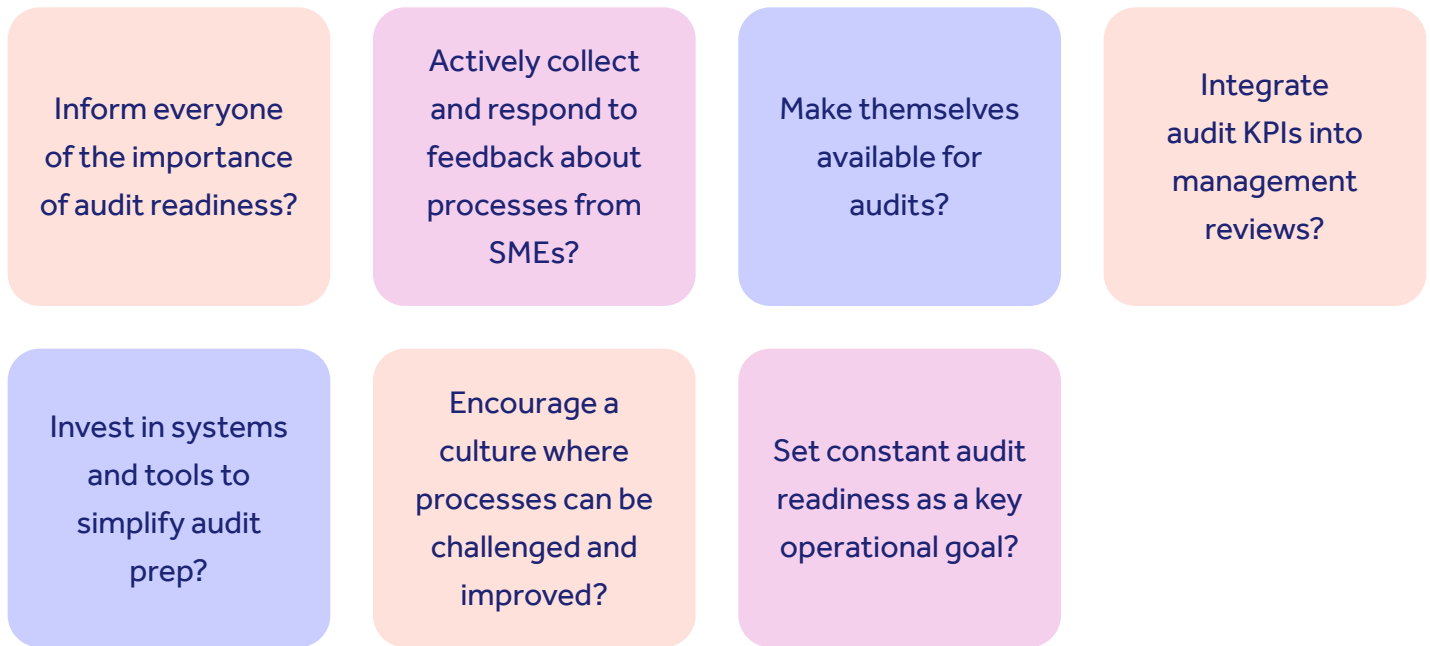 Inform everyone
of the importance
of audit readiness?
Actively collect
and respond to
feedback about
processes from
SMEs?
Make themselves
available for
audits?
Integrate
audit KPIs into
management
reviews?
Invest in systems
and tools to
simplify audit
prep?
Encourage a
culture where
processes can be
challenged and
improved?
Set constant audit
readiness as a key
operational goal?